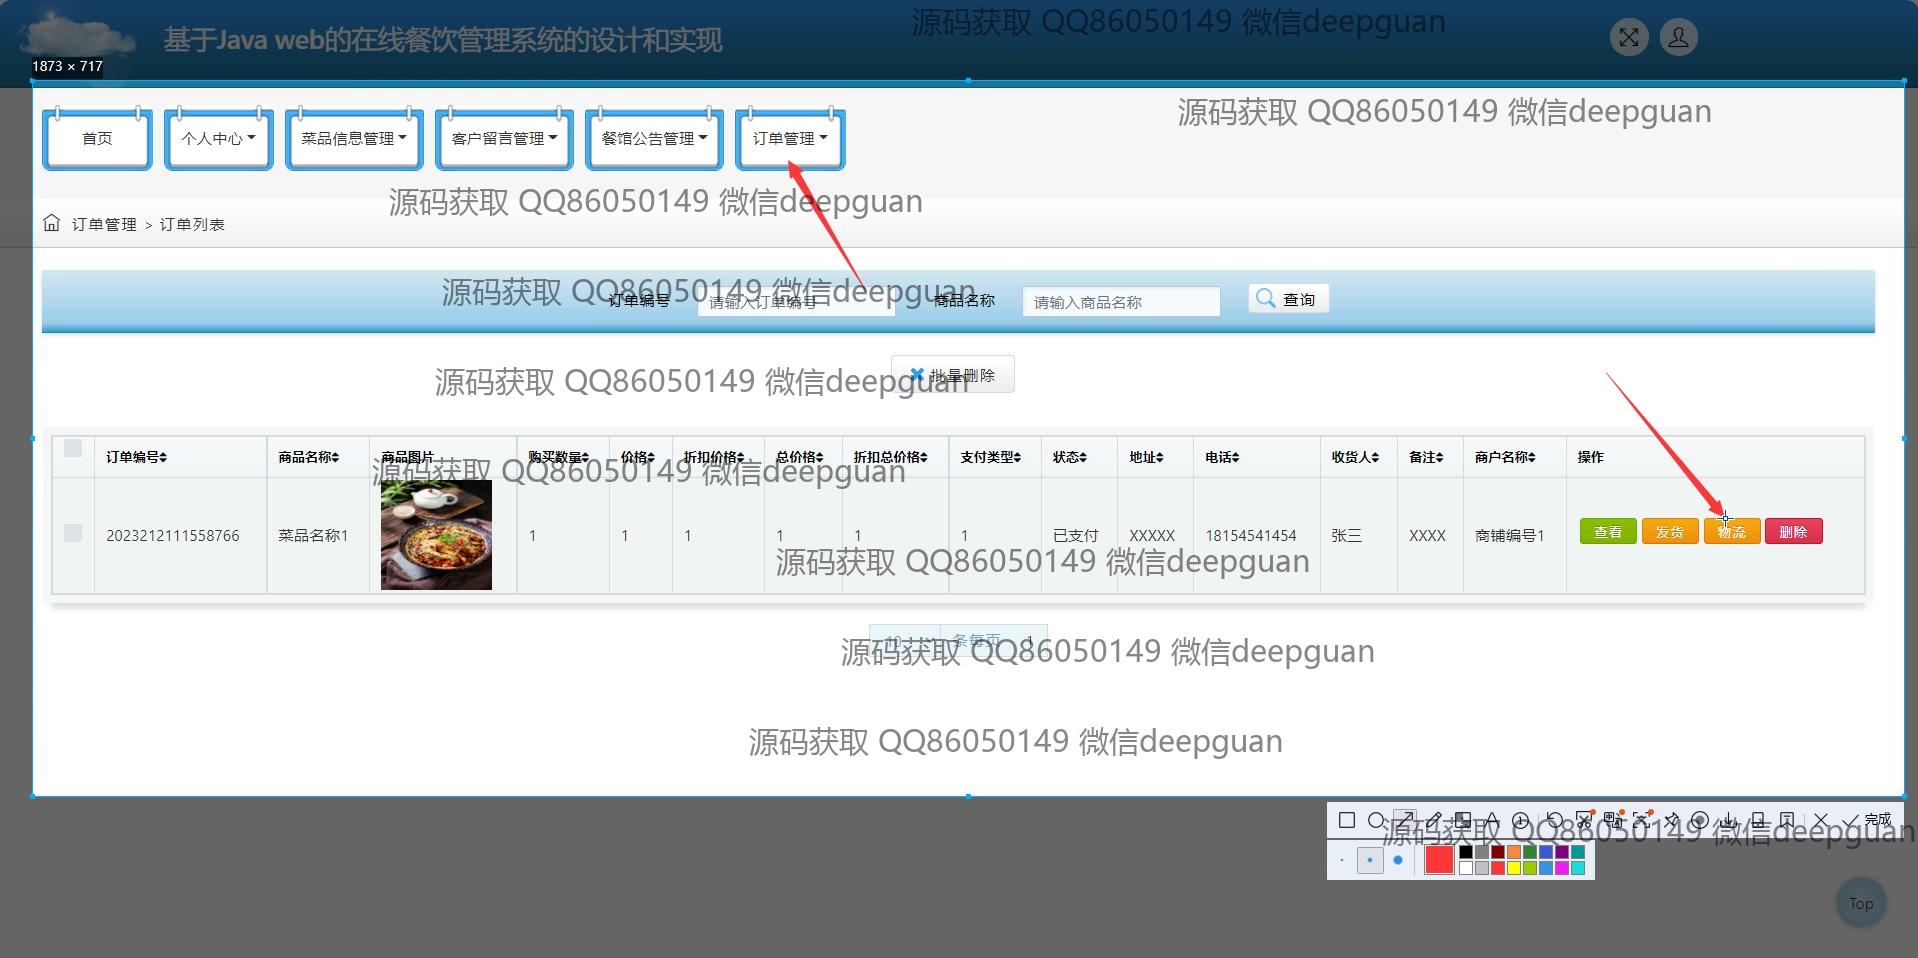 源码获取 QQ86050149 微信deepguan
基于Java web的在线餐饮管理系统的设计和实现
1873 × 717
源码获取 QQ86050149 微信deepguan
首页 个人中心 菜品信息管理 客户留言管理 餐馆公告管理 订单管理
源码获取 QQ86050149 微信deepguan
订单管理 > 订单列表
源码获取 QQ86050149 微信deepguan
订单编号 请输入订单编号 商品名称 请输入商品名称 查询
源码获取 QQ86050149 微信deepguan
批量删除
订单编号 商品名称 商品图片 购买数量 价格 折扣价格 总价格 折扣总价格 支付类型 状态 地址 电话 收货人 备注 商户名称 操作
源码获取 QQ86050149 微信deepguan
2023212111558766 菜品名称1 1 1 1 1 1 1 已支付 XXXXX 18154541454 张三 XXXX 商铺编号1 查看 发货 物流 删除
源码获取 QQ86050149 微信deepguan
10 条每页 1
源码获取 QQ86050149 微信deepguan
源码获取 QQ86050149 微信deepguan
完成
源码获取 QQ86050149 微信deepguan
Top